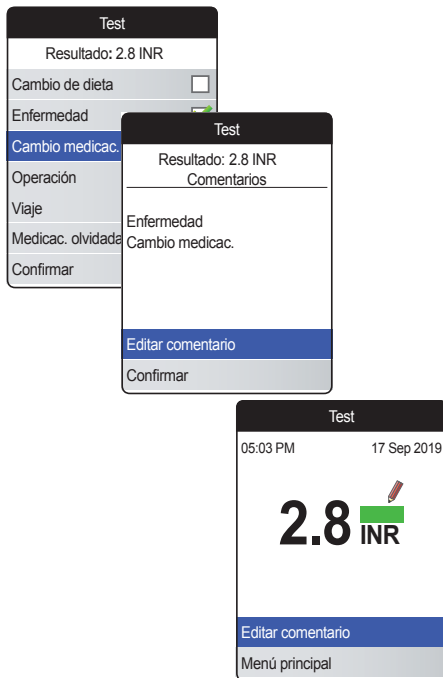 Test
Resultado: 2.8 INR
Cambio de dieta
Enfermedad
Cambio medicac.
Operación
Viaje
Medicac. olvidada
Confirmar
Test
Resultado: 2.8 INR
Comentarios
Enfermedad
Cambio medicac.
Editar comentario
Confirmar
Test
05:03 PM 17 Sep 2019
2.8 INR
Editar comentario
Menú principal